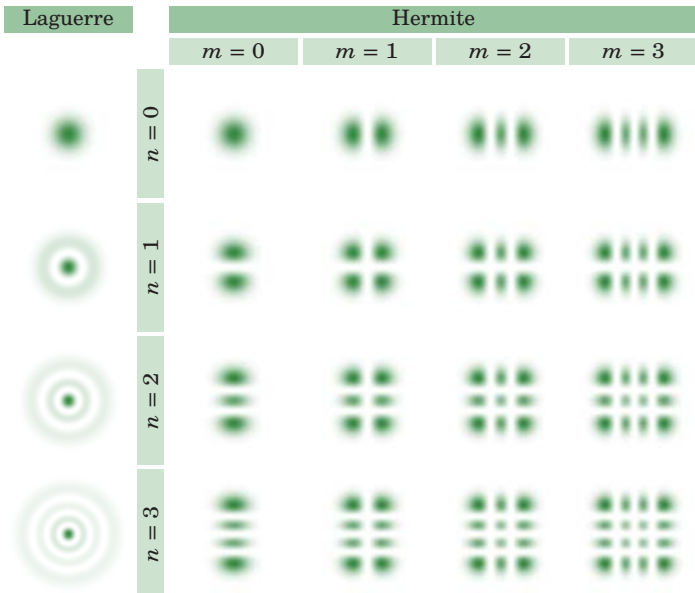 Laguerre
Hermite
m = 0
m = 1
m = 2
m = 3
n = 0
n = 1
n = 2
n = 3